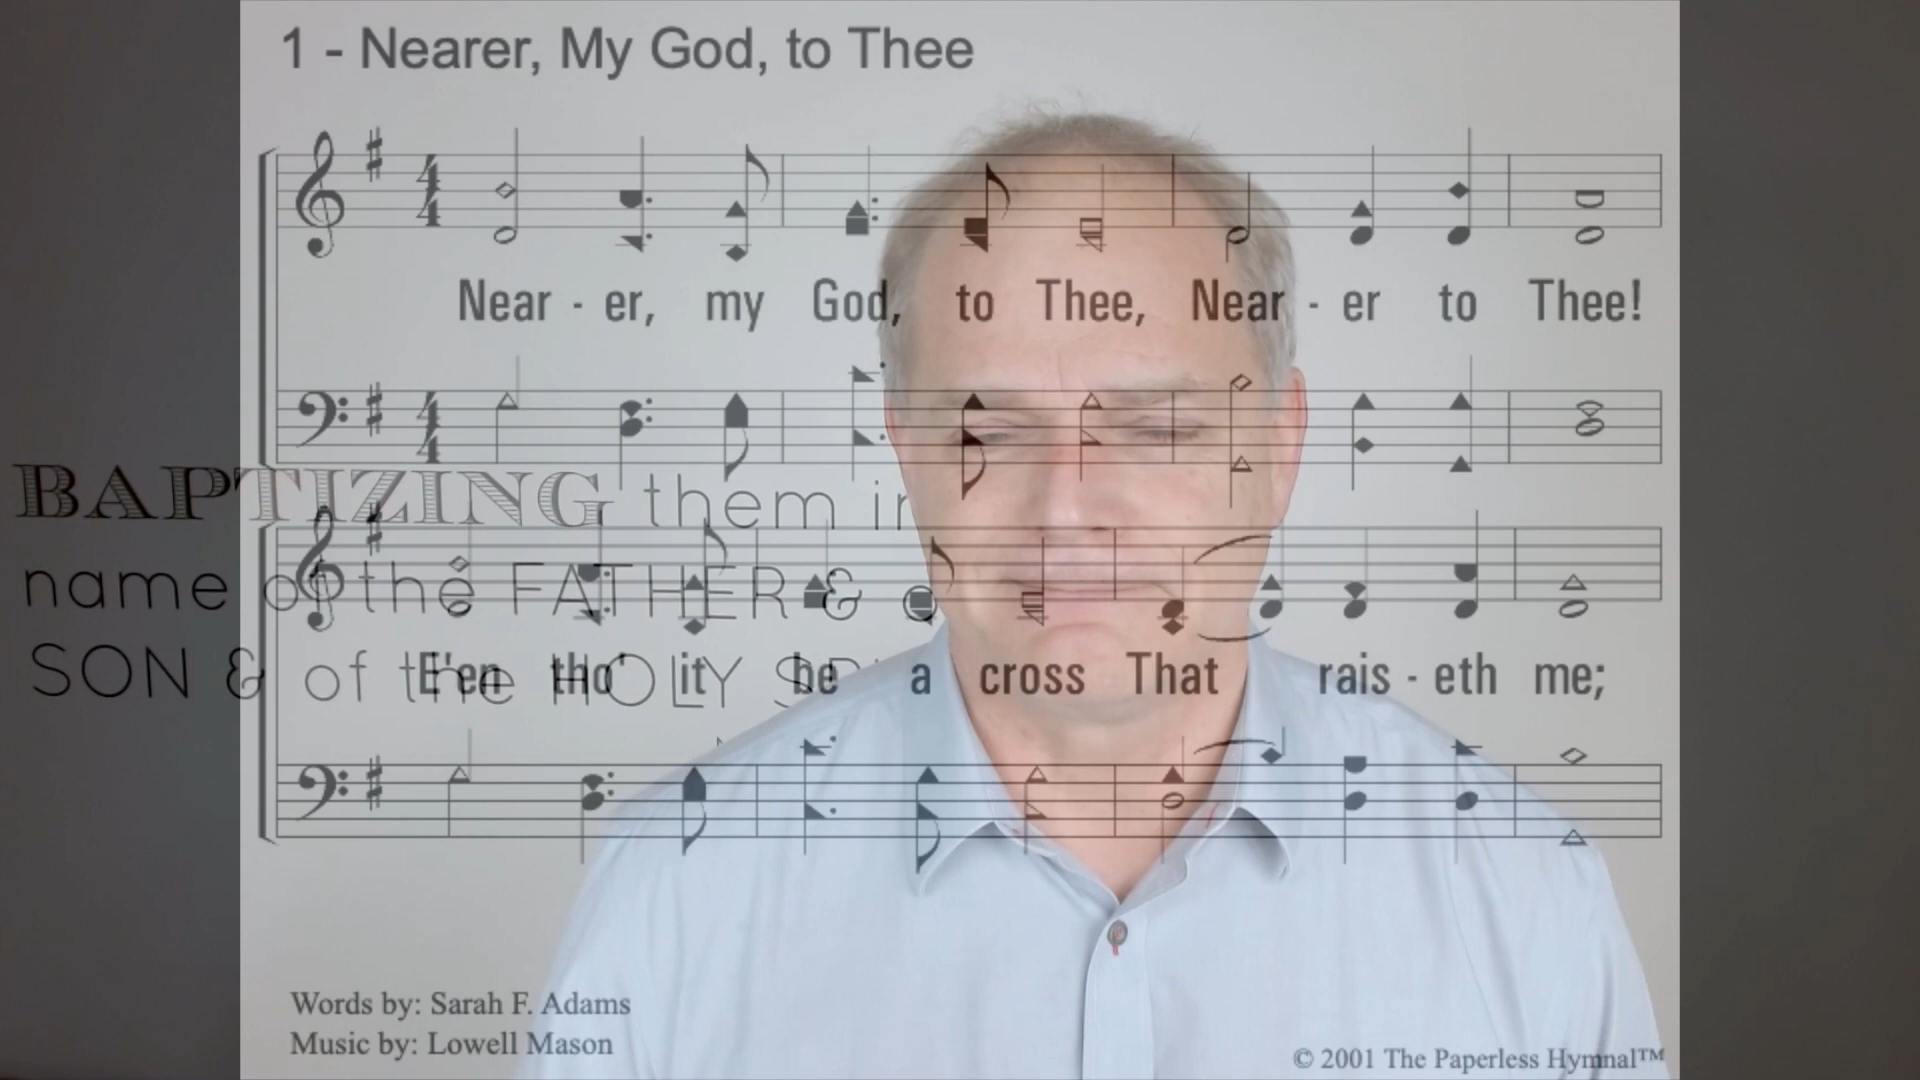 1 - Nearer, My God, to Thee
Near - er, my God, to Thee, Near - er to Thee!
BAPTIZING them in
name of the FATHER &
SON & of the HOLY
E'en tho' it be a cross That rais - eth me;
Words by: Sarah F. Adams
Music by: Lowell Mason
© 2001 The Paperless Hymnal™